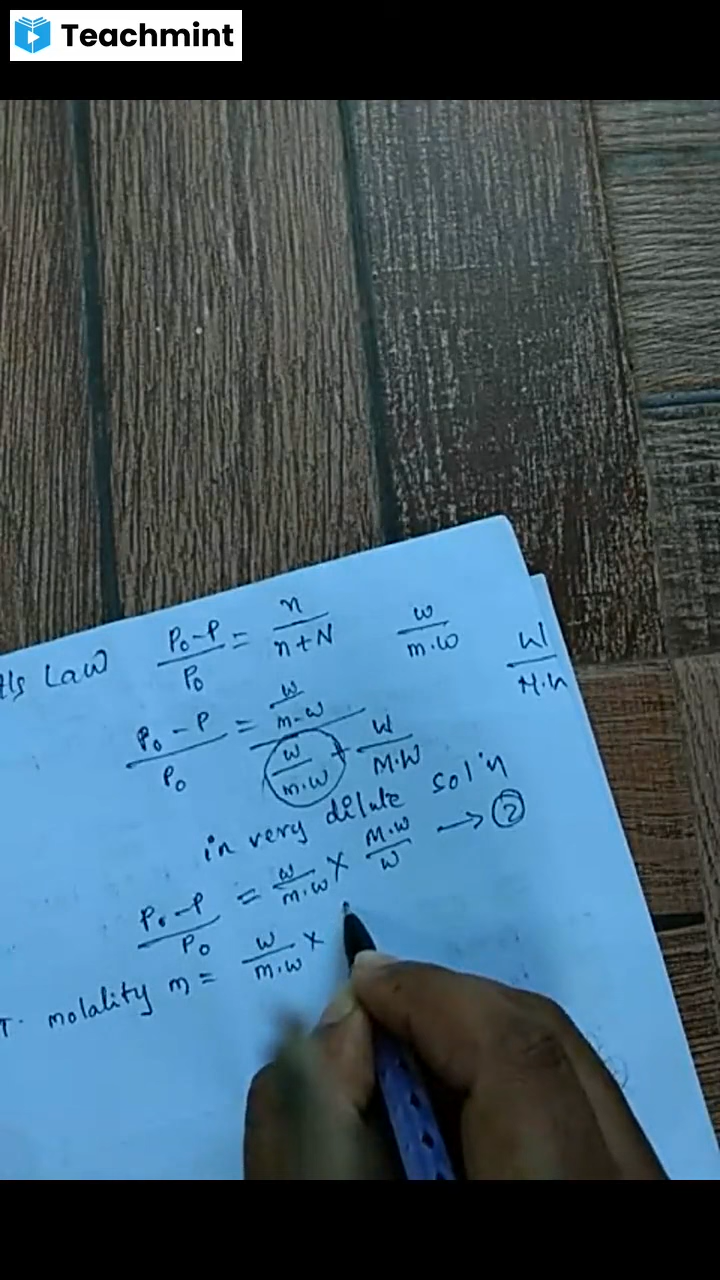 Teachmint
Law P₀-P/P₀ = n/n+N w/m.w W/M.W
P₀-P/P₀ = w/m-w / w/m.w + W/M.W
in very dilute sol'n
P₀-P/P₀ = w/m.w × M.w/w → ②
molality m = w/m.w ×